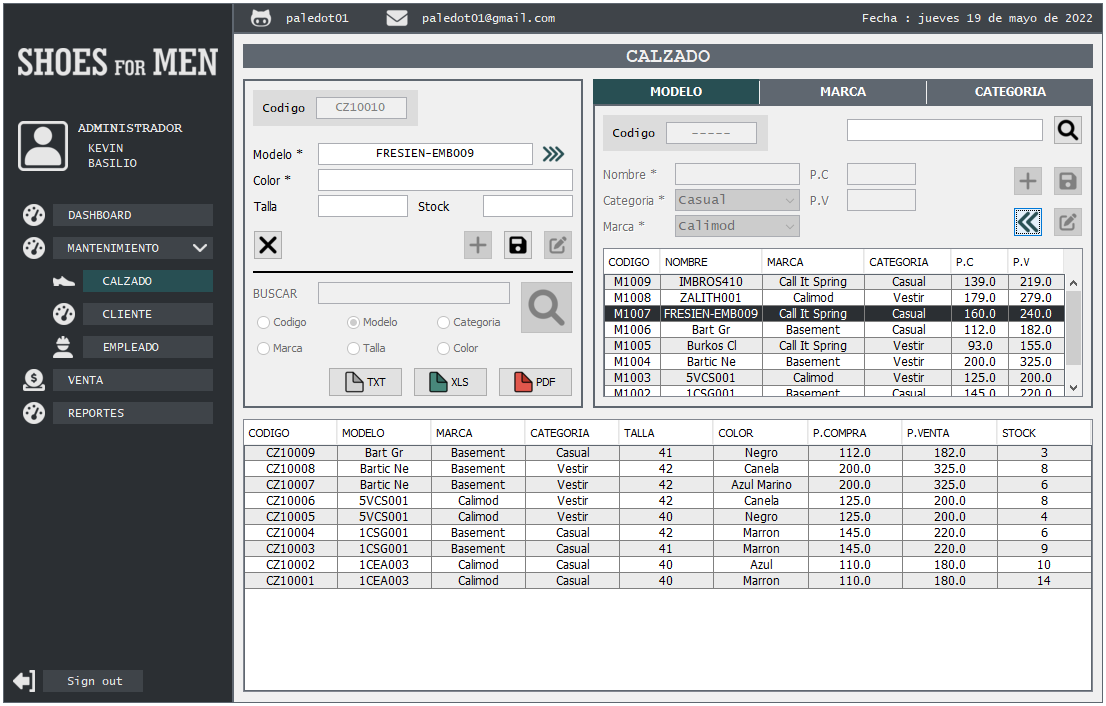 paledot01 paledot01@gmail.com Fecha : jueves 19 de mayo de 2022
SHOES FOR MEN
ADMINISTRADOR
KEVIN
BASILIO
DASHBOARD
MANTENIMIENTO
CALZADO
CLIENTE
EMPLEADO
VENTA
REPORTES
Sign out
CALZADO
Codigo CZ10010
Modelo * FRESIEN-EMB009
Color *
Talla Stock
BUSCAR
Codigo Modelo Categoria
Marca Talla Color
TXT XLS PDF
MODELO MARCA CATEGORIA
Codigo -----
Nombre * P.C
Categoria * Casual P.V
Marca * Calimod
CODIGO NOMBRE MARCA CATEGORIA P.C P.V
M1009 IMBROS410 Call It Spring Casual 139.0 219.0
M1008 ZALITH001 Calimod Vestir 179.0 279.0
M1007 FRESIEN-EMB009 Call It Spring Casual 160.0 240.0
M1006 Bart Gr Basement Casual 112.0 182.0
M1005 Burkos Cl Call It Spring Vestir 93.0 155.0
M1004 Bartic Ne Basement Vestir 200.0 325.0
M1003 5VCS001 Calimod Vestir 125.0 200.0
M1002 1CSG001 Basement Casual 145.0 220.0
CODIGO MODELO MARCA CATEGORIA TALLA COLOR P.COMPRA P.VENTA STOCK
CZ10009 Bart Gr Basement Casual 41 Negro 112.0 182.0 3
CZ10008 Bartic Ne Basement Vestir 42 Canela 200.0 325.0 8
CZ10007 Bartic Ne Basement Vestir 42 Azul Marino 200.0 325.0 6
CZ10006 5VCS001 Calimod Vestir 42 Canela 125.0 200.0 8
CZ10005 5VCS001 Calimod Vestir 40 Negro 125.0 200.0 4
CZ10004 1CSG001 Basement Casual 42 Marron 145.0 220.0 6
CZ10003 1CSG001 Basement Casual 41 Marron 145.0 220.0 9
CZ10002 1CEA003 Calimod Casual 40 Azul 110.0 180.0 10
CZ10001 1CEA003 Calimod Casual 40 Marron 110.0 180.0 14